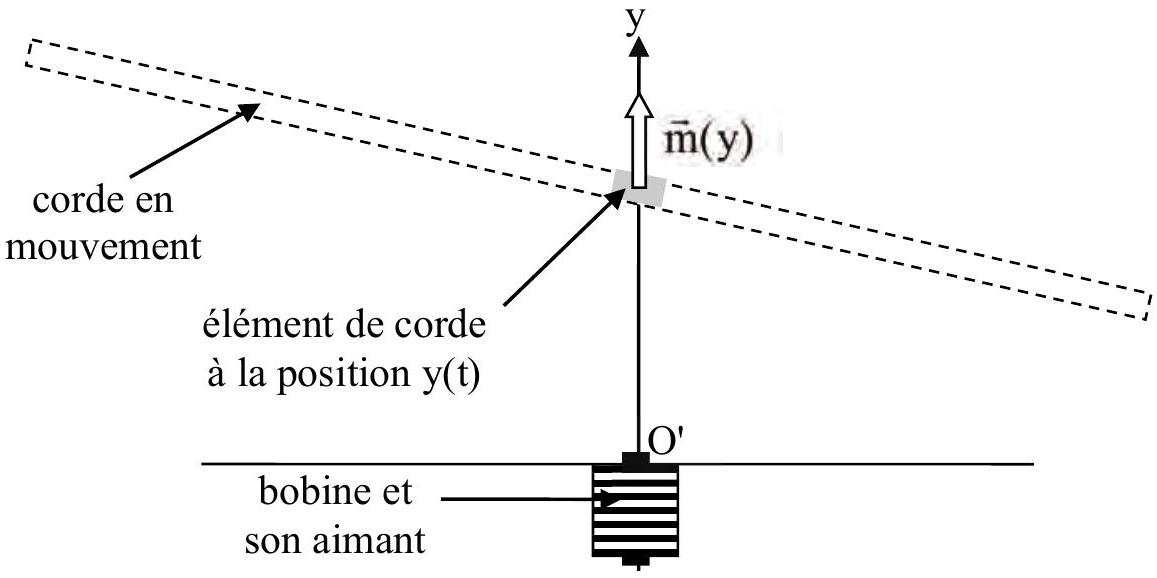 y
m⃗(y)
corde en
mouvement
élément de corde
à la position y(t)
O'
bobine et
son aimant